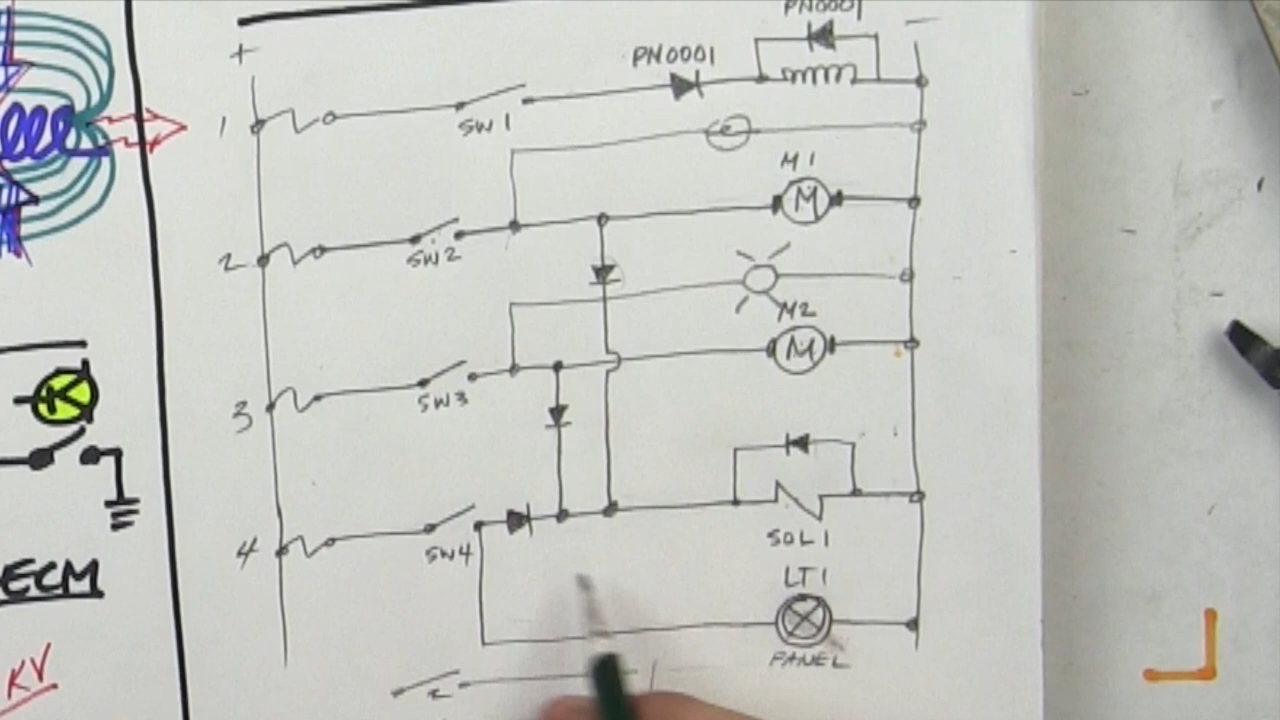 PN0001
+
PN0001
1
SW1
M1
M
2
SW2
M2
M
3
SW3
SOL1
4
SW4
LT1
PANEL
ECM
KV